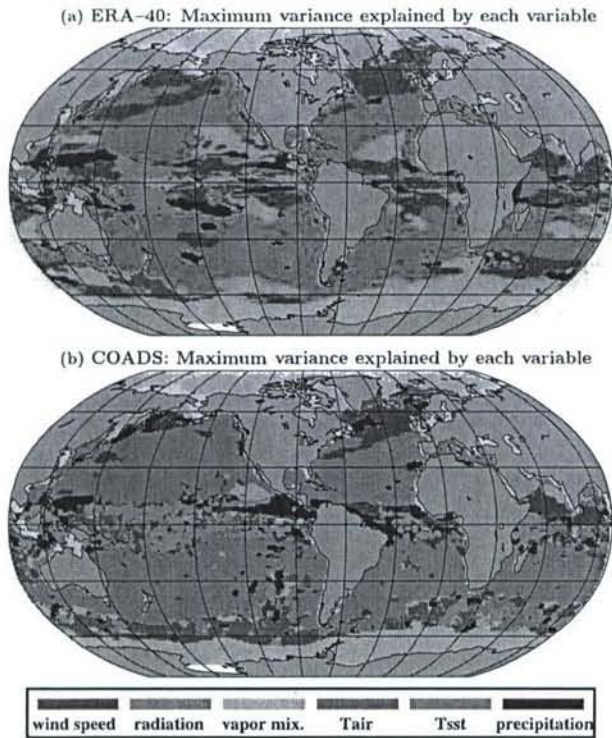 (a) ERA-40: Maximum variance explained by each variable
(b) COADS: Maximum variance explained by each variable
wind speed radiation vapor mix. Tair Tsst precipitation